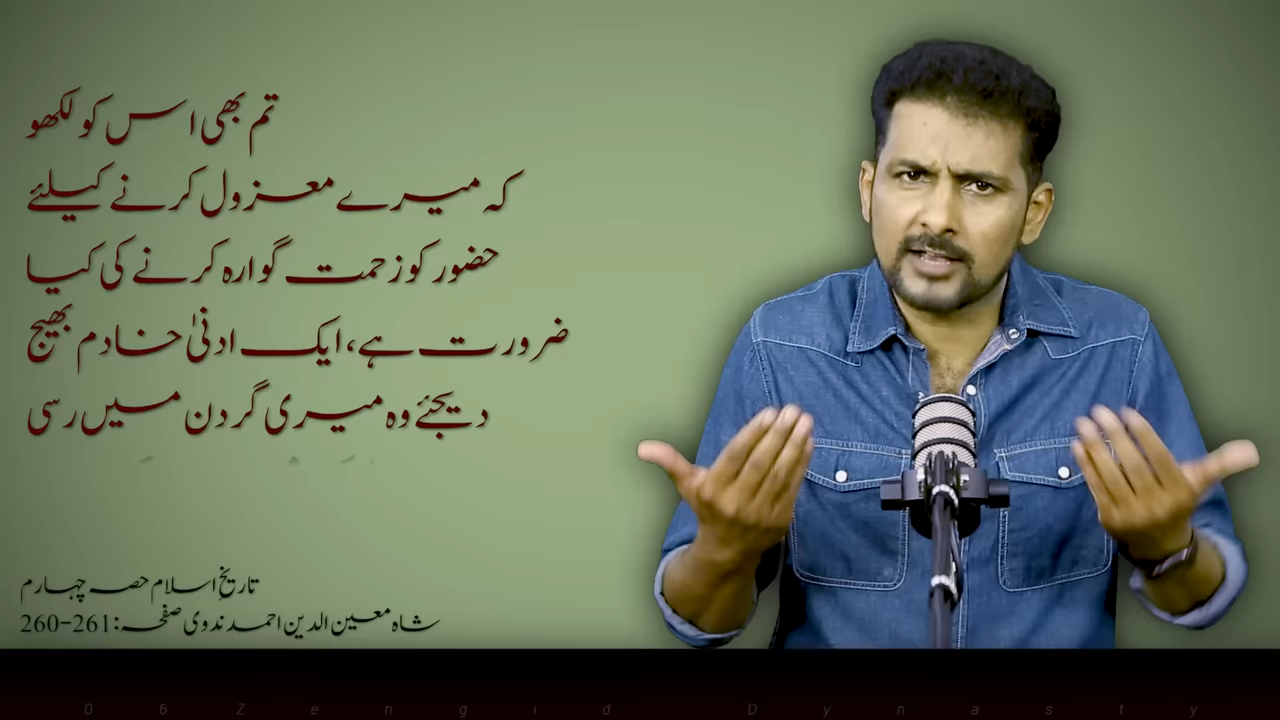 تم بھی اس کو لکھو
کہ میرے معزول کرنے کیلئے
حضور کو زحمت گوارہ کرنے کی کیا
ضرورت ہے، ایک ادنیٰ خادم بھیج
دیجئے وہ میری گردن میں رسی
تاریخ اسلام حصہ چہارم
شاہ معین الدین احمد ندوی صفحہ:261-260
06 Zengid Dynasty